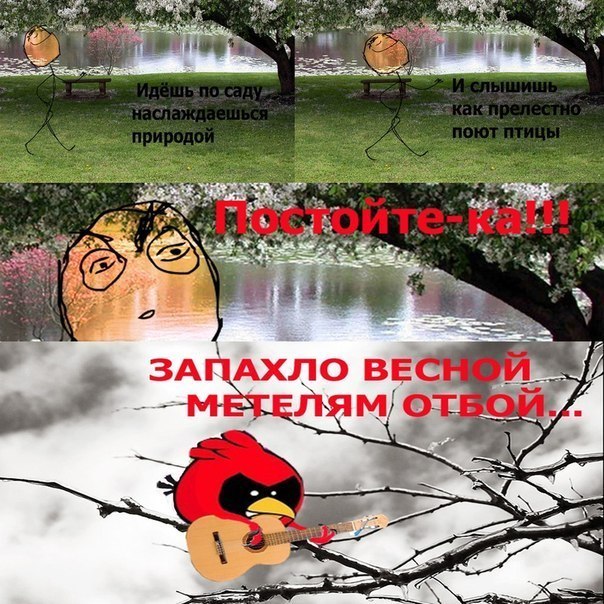 Идёшь по саду
наслаждаешься
природой
И слышишь
как прелестно
поют птицы
Постойте-ка!!!
ЗАПАХЛО ВЕСНОЙ
МЕТЕЛЯМ ОТБОЙ...